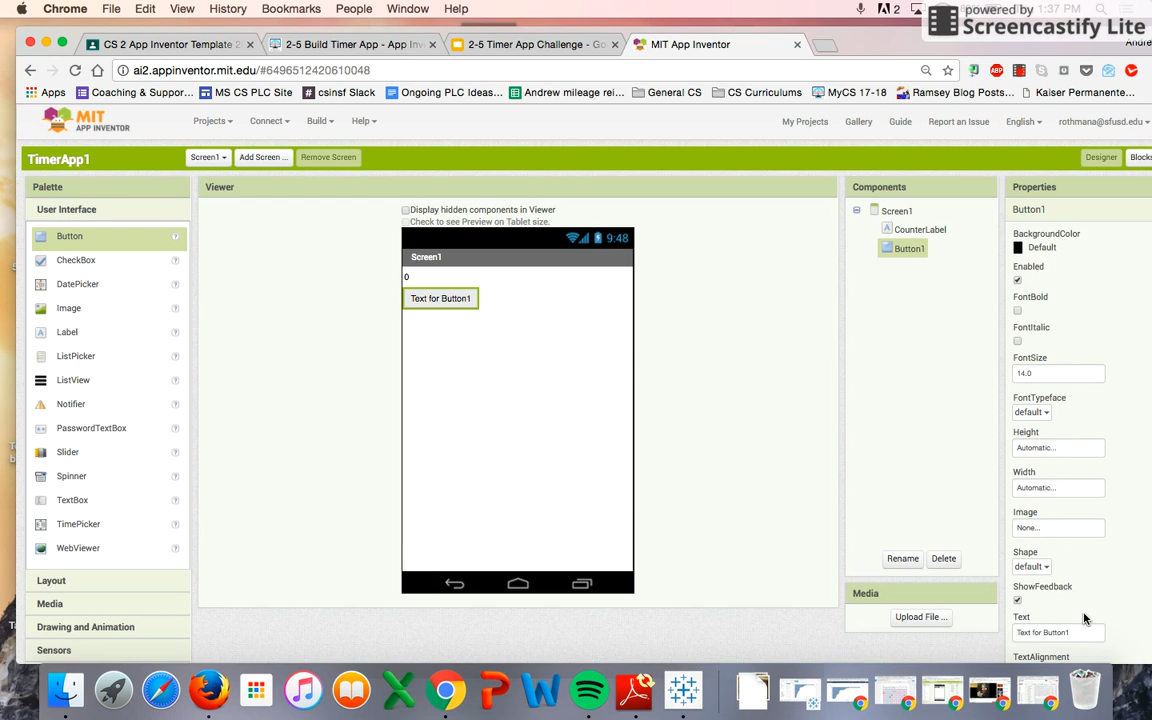 Chrome File Edit View History Bookmarks People Window Help
2 1:37 PM
powered by
Screencastify Lite
CS 2 App Inventor Template 2
2-5 Build Timer App - App Inv
2-5 Timer App Challenge - Go
MIT App Inventor
Andre
ai2.appinventor.mit.edu/#6496512420610048
Apps Coaching & Suppor... MS CS PLC Site # csinsf Slack Ongoing PLC Ideas... Andrew mileage rei... General CS CS Curriculums MyCS 17-18 Ramsey Blog Posts... Kaiser Permanente...
MIT
APP INVENTOR
Projects Connect Build Help
My Projects Gallery Guide Report an Issue English rothmana@sfusd.edu
TimerApp1
Screen1 Add Screen ... Remove Screen
Designer Blocks
Palette
User Interface
Button
CheckBox
DatePicker
Image
Label
ListPicker
ListView
Notifier
PasswordTextBox
Slider
Spinner
TextBox
TimePicker
WebViewer
Layout
Media
Drawing and Animation
Sensors
Viewer
Display hidden components in Viewer
Check to see Preview on Tablet size.
9:48
Screen1
0
Text for Button1
Components
Screen1
CounterLabel
Button1
Rename Delete
Media
Upload File ...
Properties
Button1
BackgroundColor
Default
Enabled
FontBold
FontItalic
FontSize
14.0
FontTypeface
default
Height
Automatic...
Width
Automatic...
Image
None...
Shape
default
ShowFeedback
Text
Text for Button1
TextAlignment